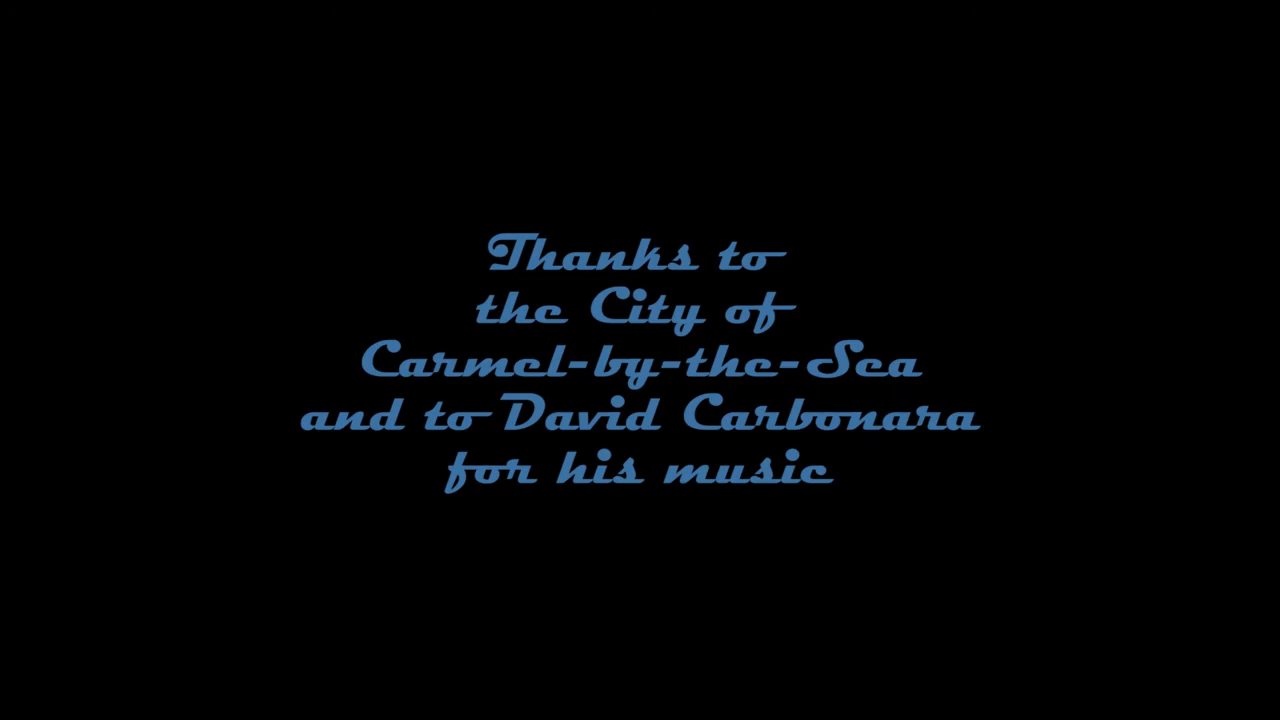 Thanks to
the City of
Carmel-by-the-Sea
and to David Carbonara
for his music